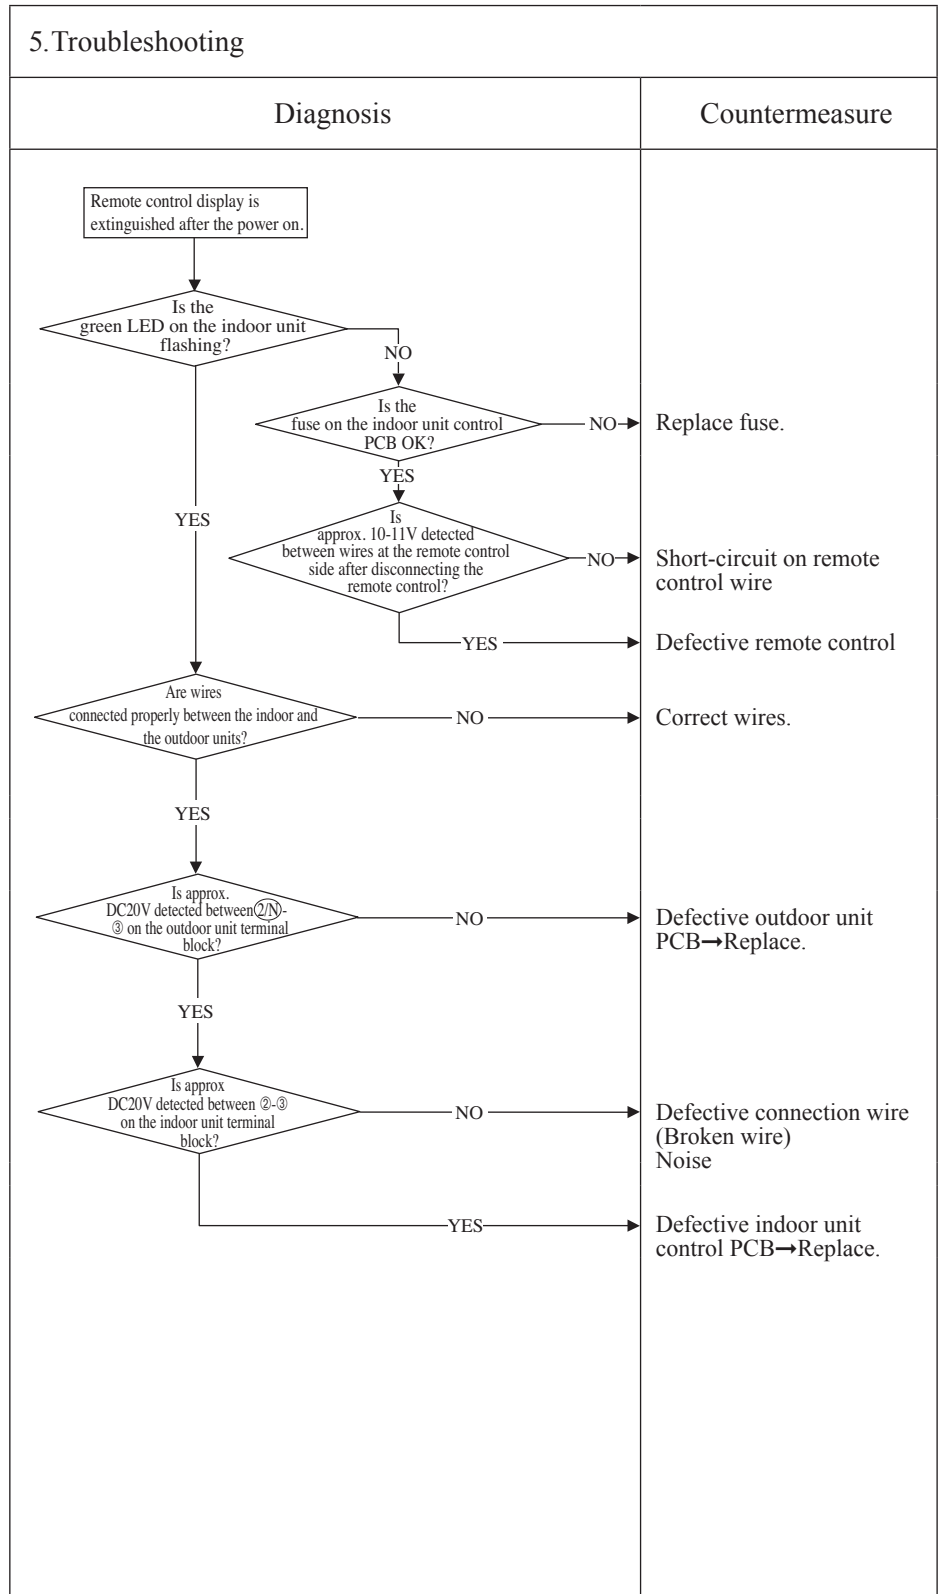 5.Troubleshooting
Diagnosis
Countermeasure
Remote control display is
extinguished after the power on.
Is the
green LED on the indoor unit
flashing?
NO
Is the
fuse on the indoor unit control
PCB OK?
NO
Replace fuse.
YES
YES
Is
approx. 10-11V detected
between wires at the remote control
side after disconnecting the
remote control?
NO
Short-circuit on remote
control wire
YES
Defective remote control
Are wires
connected properly between the indoor and
the outdoor units?
NO
Correct wires.
YES
Is approx.
DC20V detected between 2/N-
③ on the outdoor unit terminal
block?
NO
Defective outdoor unit
PCB→Replace.
YES
Is approx
DC20V detected between ②-③
on the indoor unit terminal
block?
NO
Defective connection wire
(Broken wire)
Noise
YES
Defective indoor unit
control PCB→Replace.